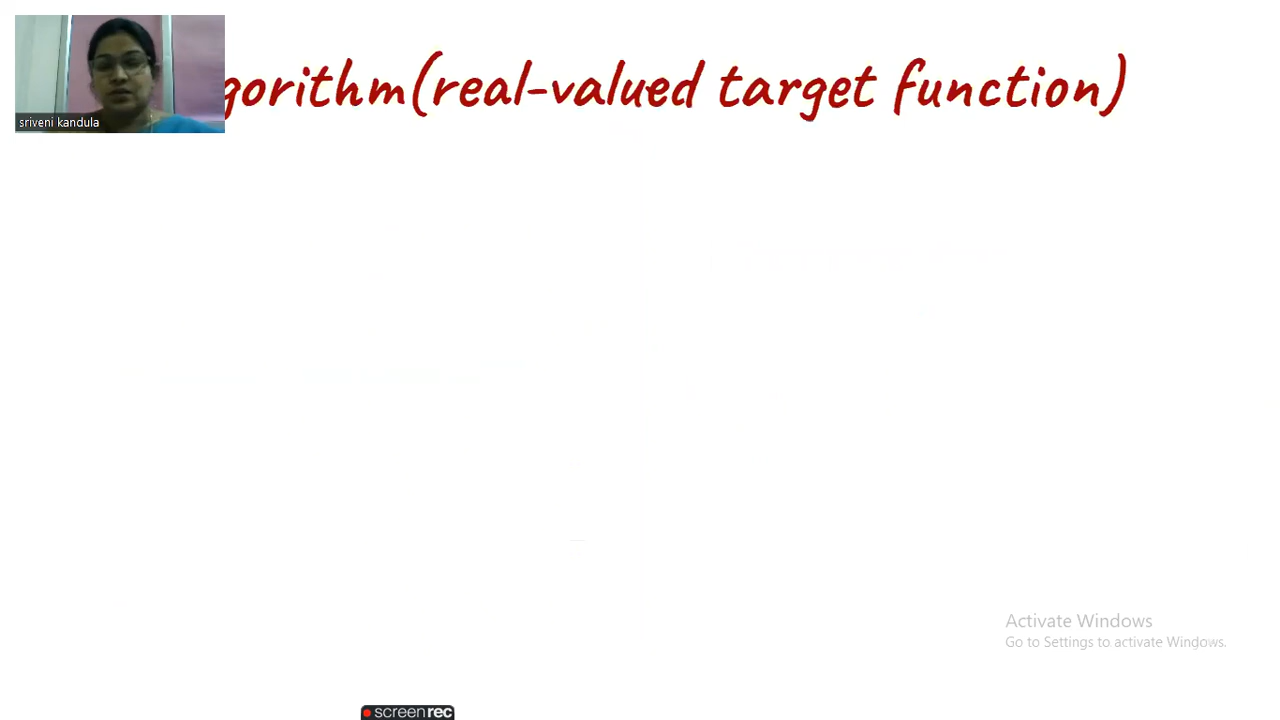 gorithm(real-valued target function)
sriveni kandula
Activate Windows
Go to Settings to activate Windows.
screenrec